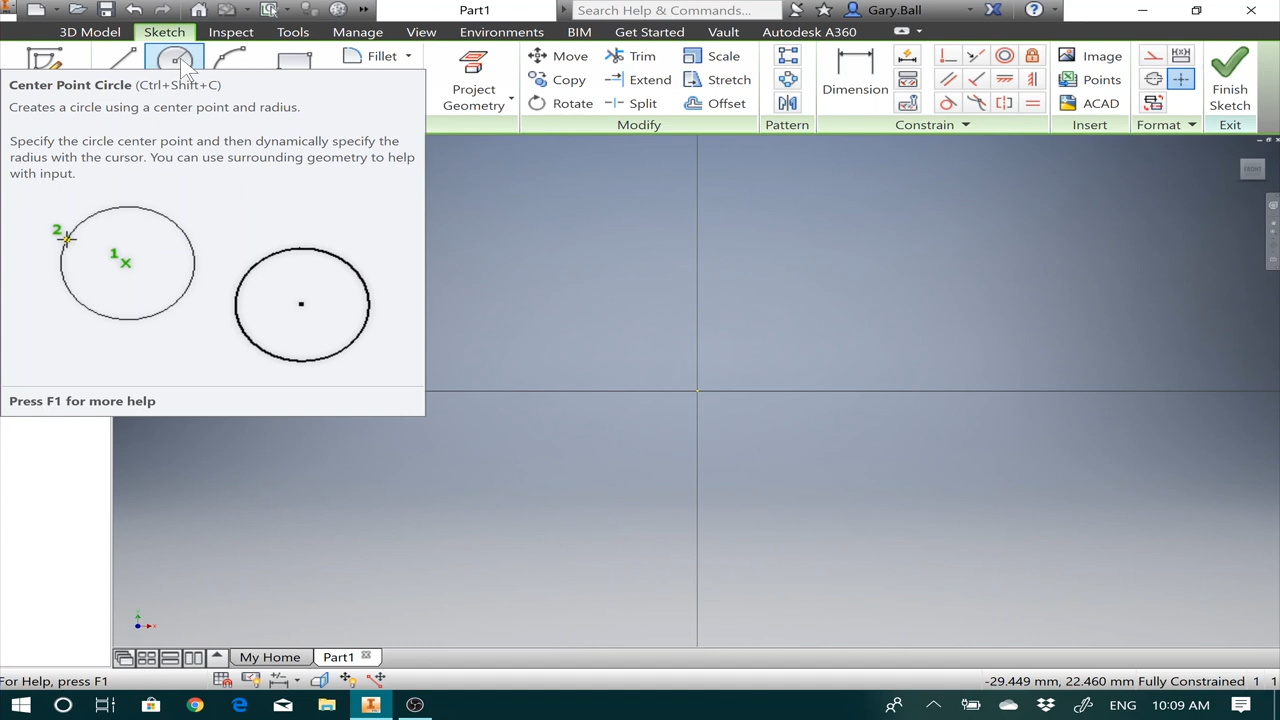 Part1
Search Help & Commands...
Gary.Ball
3D Model
Sketch
Inspect
Tools
Manage
View
Environments
BIM
Get Started
Vault
Autodesk A360
Fillet
Project
Geometry
Move
Copy
Rotate
Trim
Extend
Split
Scale
Stretch
Offset
Modify
Pattern
Dimension
Constrain
Image
Points
ACAD
Insert
Format
Finish
Sketch
Exit
Center Point Circle (Ctrl+Shift+C)
Creates a circle using a center point and radius.
Specify the circle center point and then dynamically specify the
radius with the cursor. You can use surrounding geometry to help
with input.
2
1
Press F1 for more help
FRONT
My Home
Part1
For Help, press F1
-29.449 mm, 22.460 mm Fully Constrained 1 1
ENG
10:09 AM